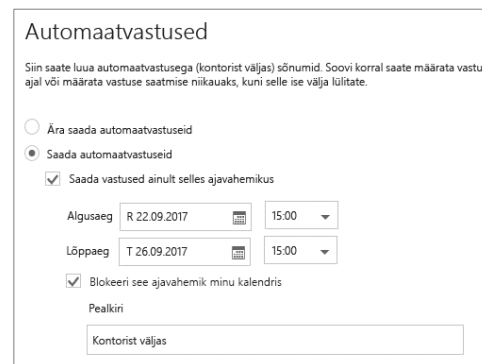 Automaatvastused
Siin saate luua automaatvastusega (kontorist väljas) sõnumid. Soovi korral saate määrata
ajal või määrata vastuse saatmise niikauaks, kuni selle ise välja lülitate.
Ära saada automaatvastuseid
Saada automaatvastuseid
Saada vastused ainult selles ajavahemikus
Algusaeg R 22.09.2017 15:00
Lõppaeg T 26.09.2017 15:00
Blokeeri see ajavahemik minu kalendris
Pealkiri
Kontorist väljas